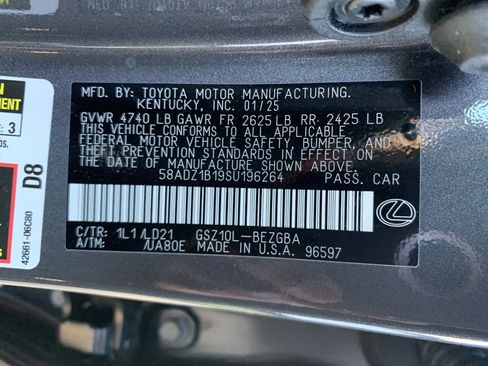 MFD. BY: TOYOTA MOTOR MANUFACTURING.
KENTUCKY, INC. 01/25
GVWR 4740 LB GAWR FR 2625 LB RR 2425 LB
THIS VEHICLE CONFORMS TO ALL APPLICABLE
FEDERAL MOTOR VEHICLE SAFETY, BUMPER, AND
THEFT PREVENTION STANDARDS IN EFFECT ON
THE DATE OF MANUFACTURE SHOWN ABOVE.
58ADZ1B19SU196264 PASS. CAR
C/TR: 1L1/LD21 GSZ10L-BEZGBA
A/TM: /UA80E MADE IN U.S.A. 96597
3
D8
42661-06C80